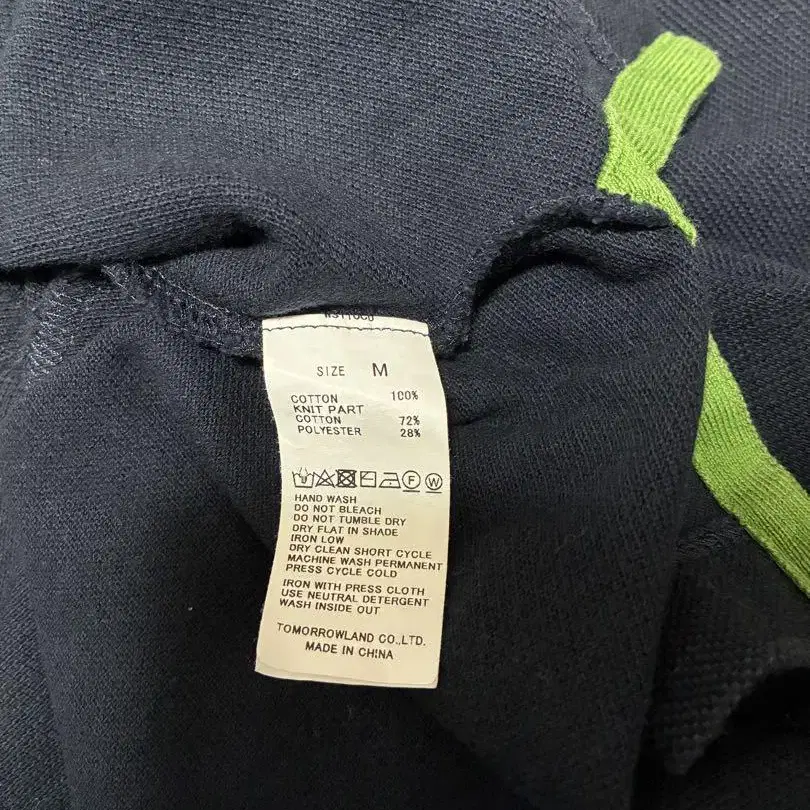 SIZE M
COTTON 100%
KNIT PART
COTTON 72%
POLYESTER 28%
F W
HAND WASH
DO NOT BLEACH
DO NOT TUMBLE DRY
DRY FLAT IN SHADE
IRON LOW
DRY CLEAN SHORT CYCLE
MACHINE WASH PERMANENT
PRESS CYCLE COLD
IRON WITH PRESS CLOTH
USE NEUTRAL DETERGENT
WASH INSIDE OUT
TOMORROWLAND CO.,LTD.
MADE IN CHINA